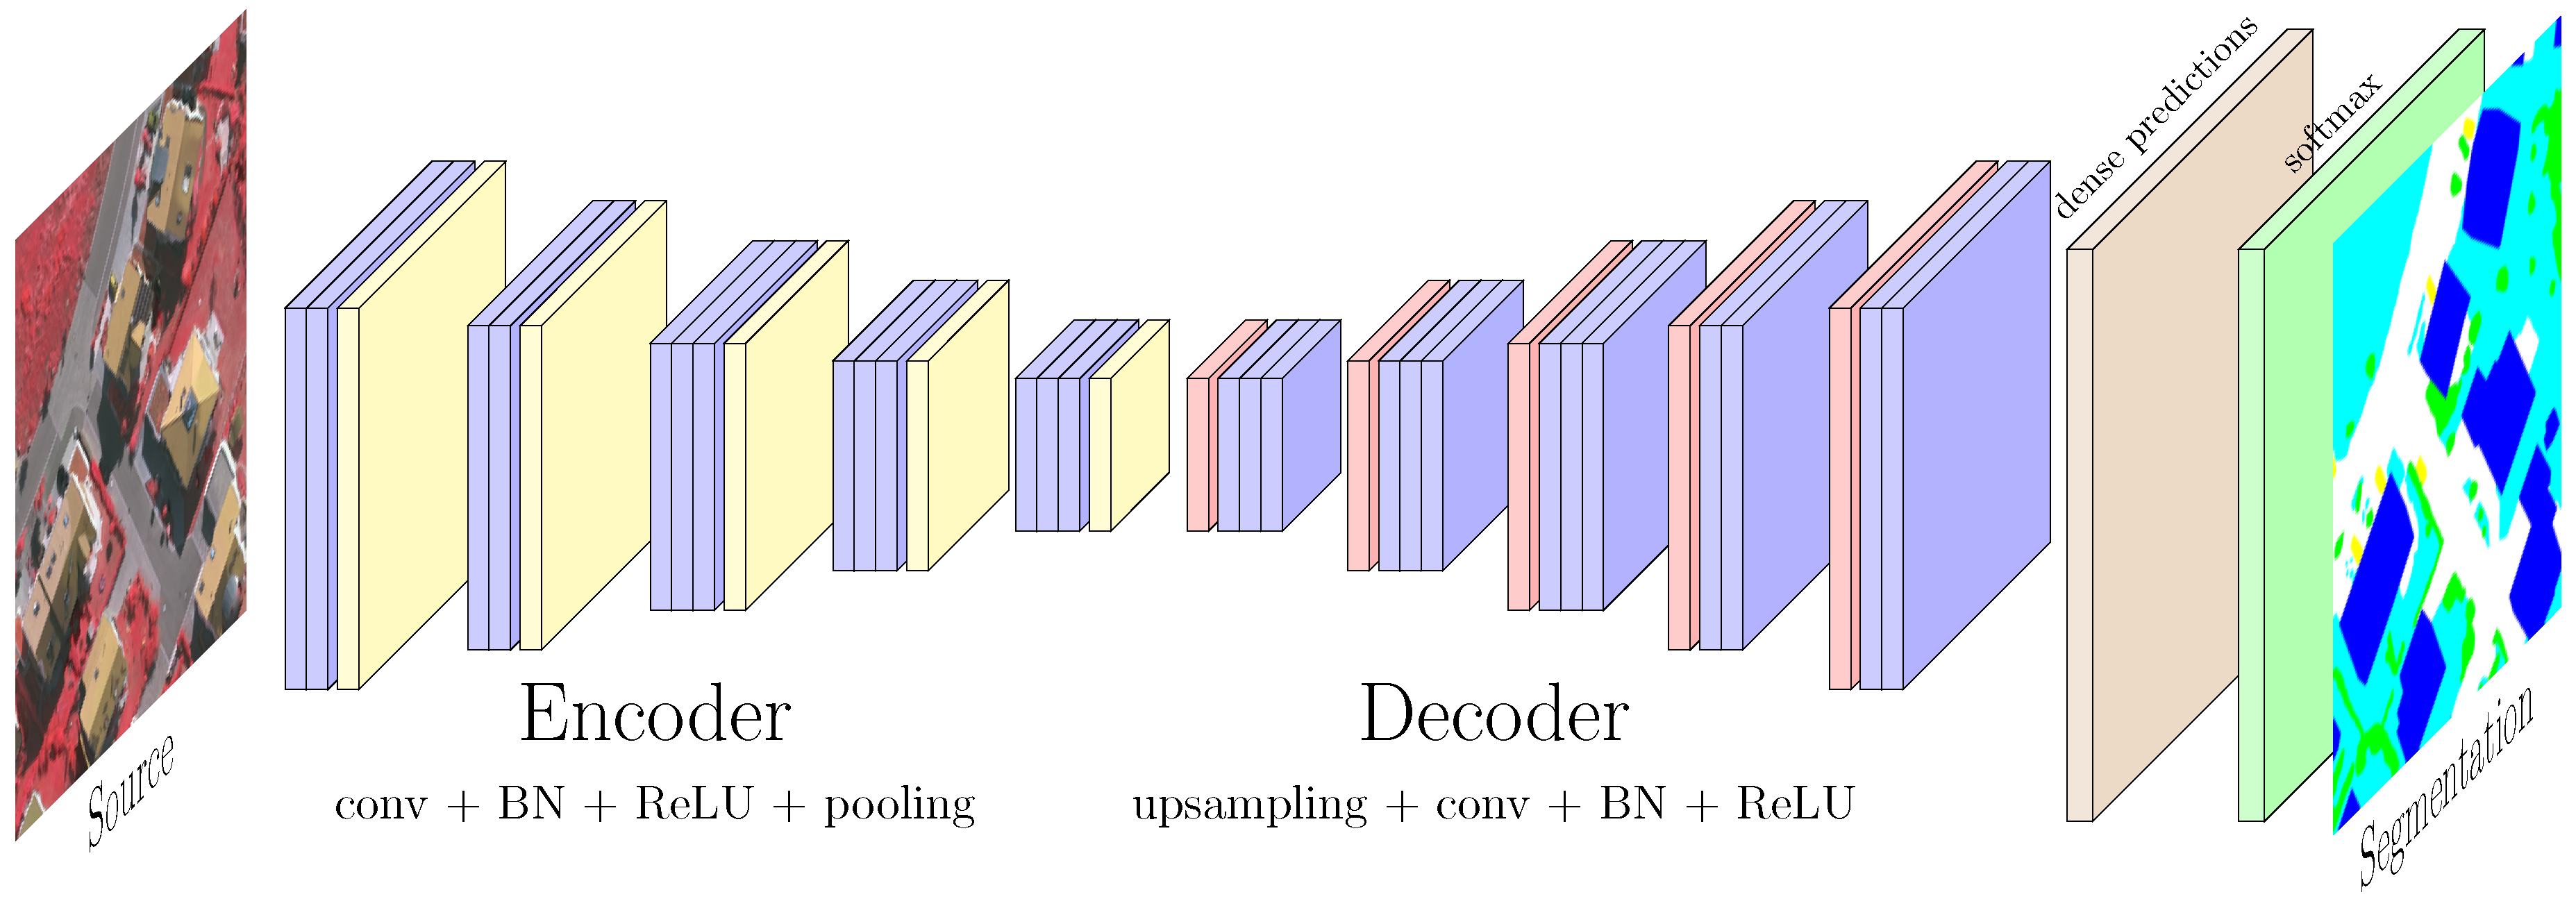 Source
Encoder
conv + BN + ReLU + pooling
Decoder
upsampling + conv + BN + ReLU
dense predictions
softmax
Segmentation